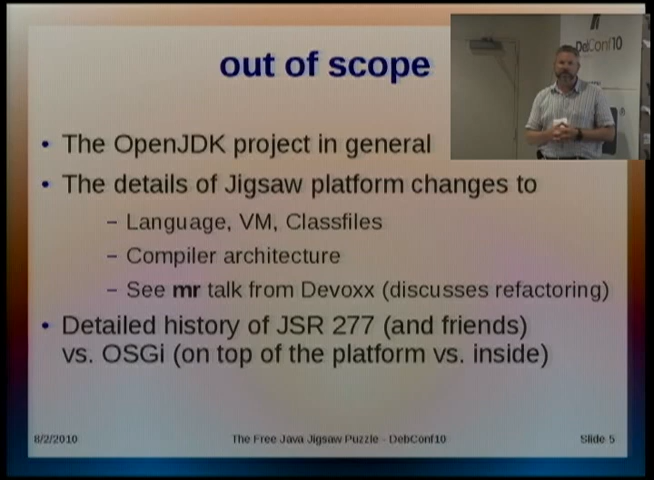 out of scope
DebConf10
• The OpenJDK project in general
• The details of Jigsaw platform changes to
– Language, VM, Classfiles
– Compiler architecture
– See mr talk from Devoxx (discusses refactoring)
• Detailed history of JSR 277 (and friends)
vs. OSGi (on top of the platform vs. inside)
8/2/2010
The Free Java Jigsaw Puzzle - DebConf10
Slide 5